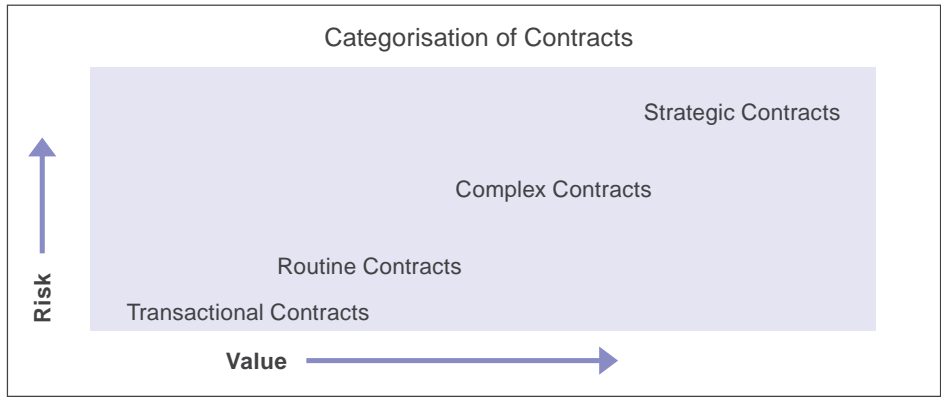 Categorisation of Contracts
Strategic Contracts
Complex Contracts
Routine Contracts
Transactional Contracts
Risk
Value